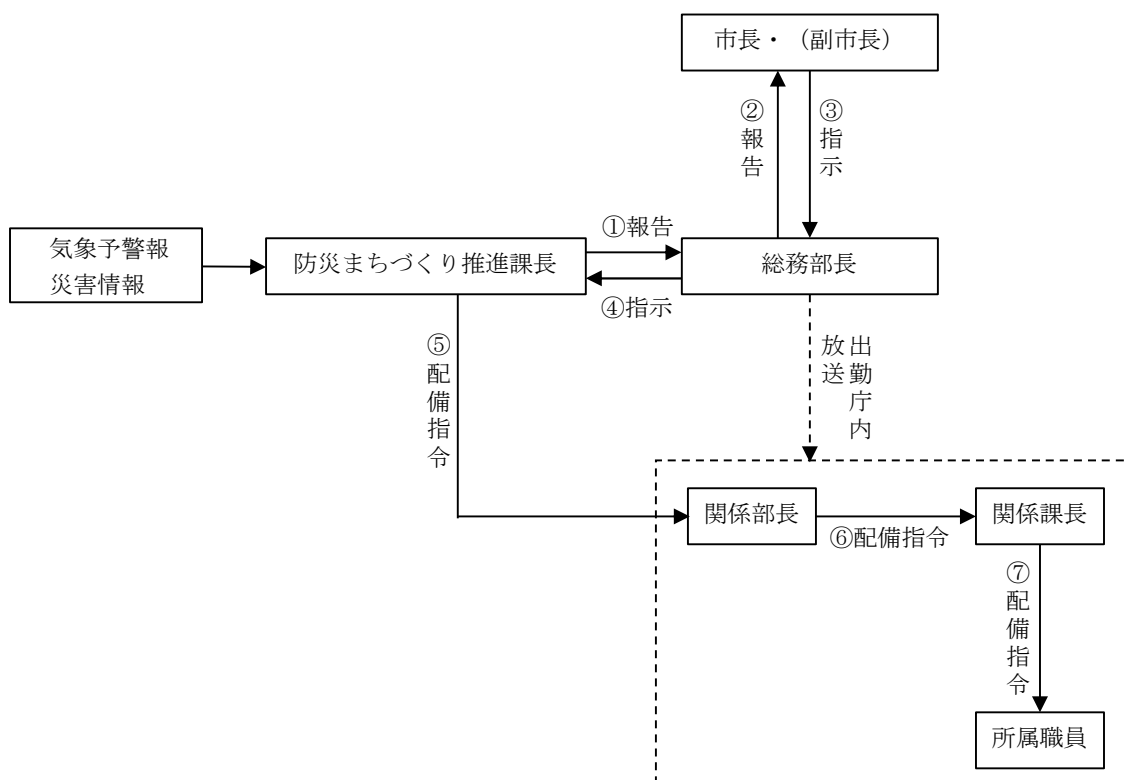 市長・（副市長）
②報告
③指示
①報告
気象予警報
災害情報
防災まちづくり推進課長
総務部長
④指示
⑤配備指令
出勤庁内
放送
関係部長
関係課長
⑥配備指令
⑦配備指令
所属職員